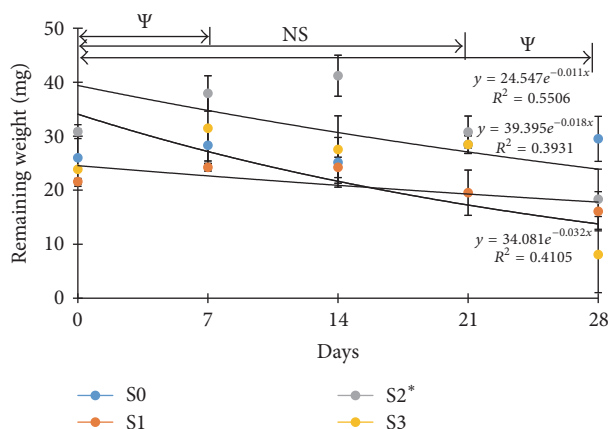 50
40
30
20
10
0
Remaining weight (mg)
Ψ
NS
Ψ
y = 24.547e^{−0.011x}
R² = 0.5506
y = 39.395e^{−0.018x}
R² = 0.3931
y = 34.081e^{−0.032x}
R² = 0.4105
0 7 14 21 28
Days
S0 S2*
S1 S3